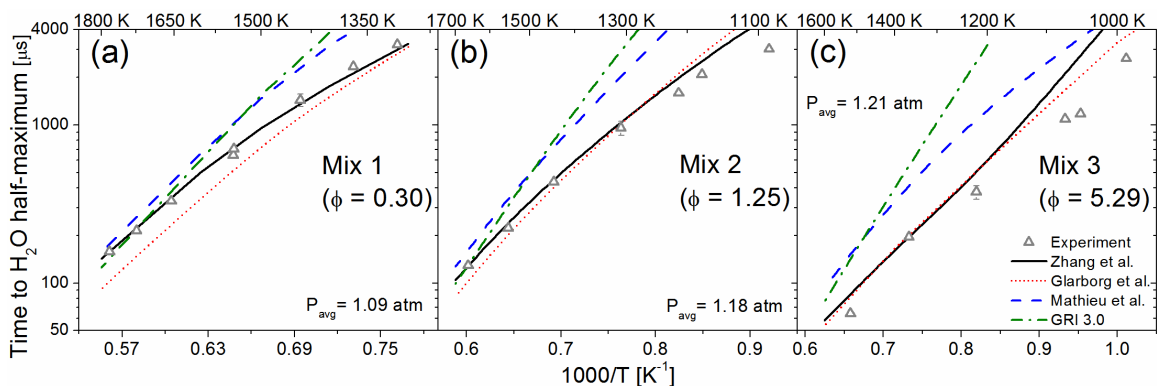 1800 K 1650 K 1500 K 1350 K
1700 K 1500 K 1300 K 1100 K
1600 K 1400 K 1200 K 1000 K
Time to H2O half-maximum [μs]
4000
1000
100
50
(a)
Mix 1
(ϕ = 0.30)
Pavg = 1.09 atm
0.57 0.63 0.69 0.75
(b)
Mix 2
(ϕ = 1.25)
Pavg = 1.18 atm
0.6 0.7 0.8 0.9
(c)
Pavg = 1.21 atm
Mix 3
(ϕ = 5.29)
Experiment
Zhang et al.
Glarborg et al.
Mathieu et al.
GRI 3.0
0.6 0.7 0.8 0.9 1.0
1000/T [K-1]